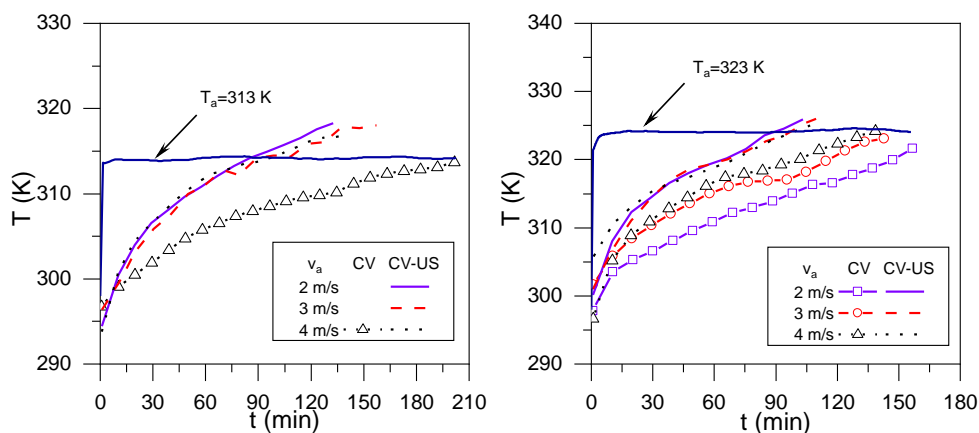 330
320
310
300
290
T (K)
T_a=313 K
v_a CV CV-US
2 m/s
3 m/s
4 m/s
0 30 60 90 120 150 180 210
t (min)
340
330
320
310
300
290
T (K)
T_a=323 K
v_a CV CV-US
2 m/s
3 m/s
4 m/s
0 30 60 90 120 150 180
t (min)